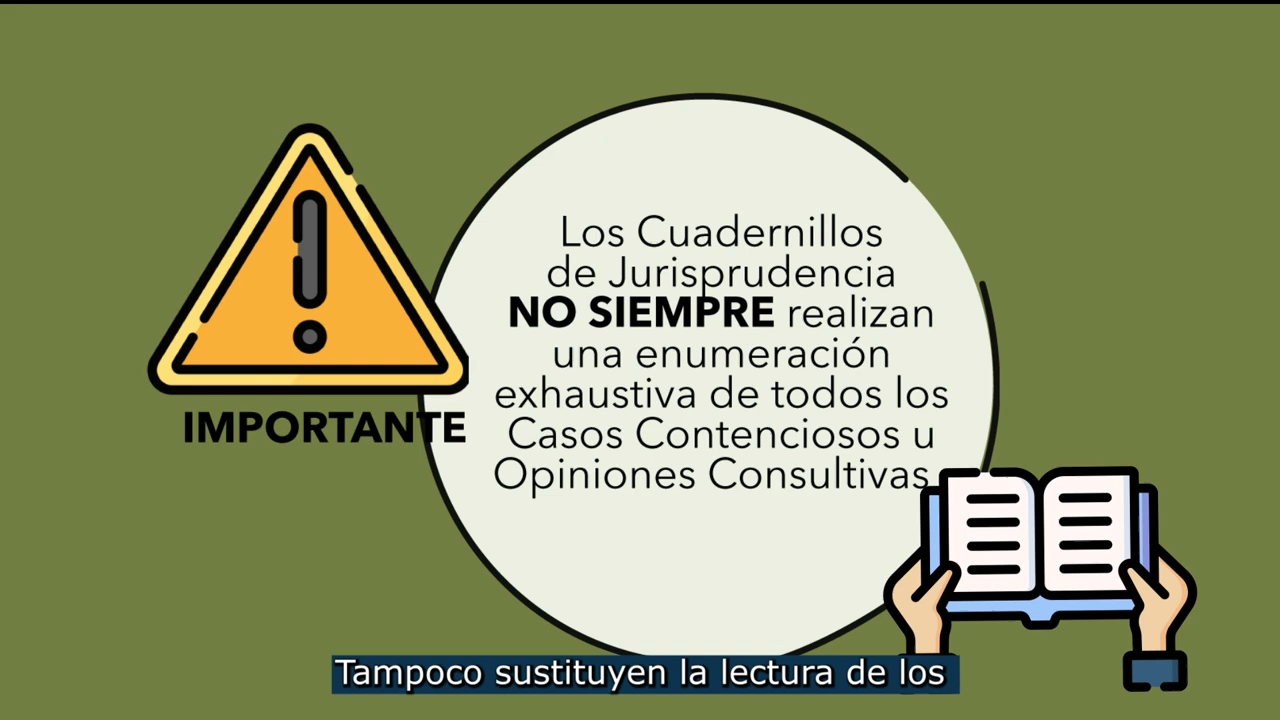 Los Cuadernillos
de Jurisprudencia
NO SIEMPRE realizan
una enumeración
exhaustiva de todos los
Casos Contenciosos u
Opiniones Consultivas.
IMPORTANTE
Tampoco sustituyen la lectura de los